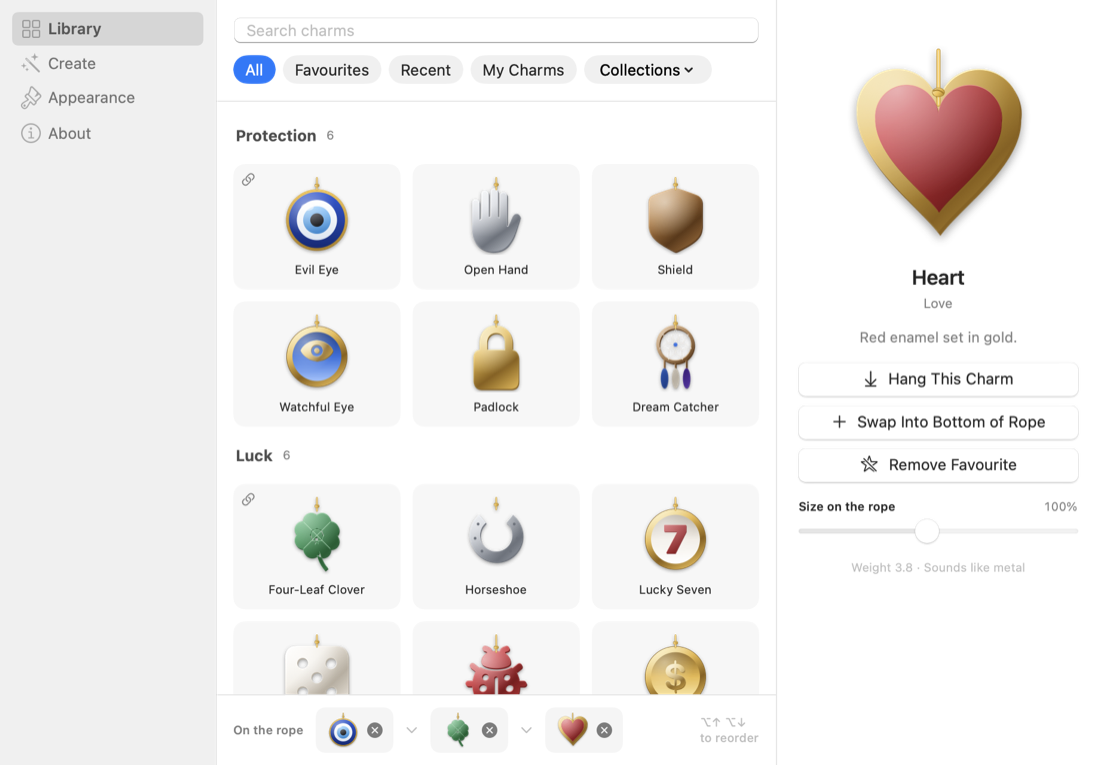 Library
Create
Appearance
About
Search charms
All
Favourites
Recent
My Charms
Collections
Protection 6
Evil Eye
Open Hand
Shield
Watchful Eye
Padlock
Dream Catcher
Luck 6
7
Four-Leaf Clover
Horseshoe
Lucky Seven
$
On the rope
⌥↑ ⌥↓
to reorder
Heart
Love
Red enamel set in gold.
Hang This Charm
Swap Into Bottom of Rope
Remove Favourite
Size on the rope 100%
Weight 3.8 · Sounds like metal